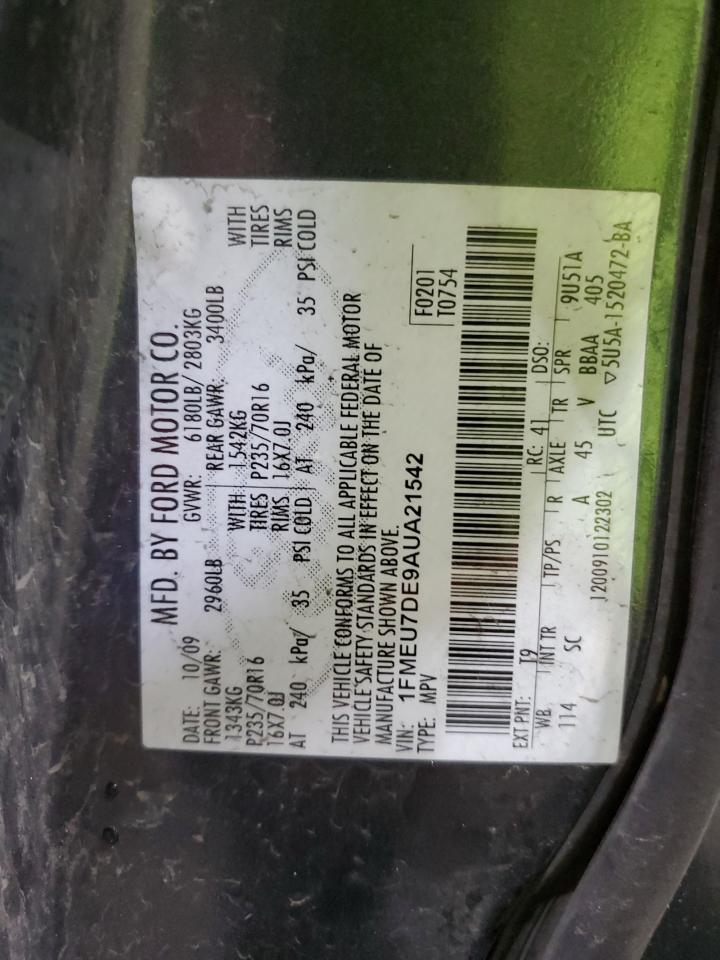 MFD. BY FORD MOTOR CO.
DATE: 10/09 GVWR: 6180LB/ 2803KG
FRONT GAWR: 2960LB REAR GAWR: 3400LB
1343KG WITH 1542KG WITH
P235/70R16 TIRES P235/70R16 TIRES
16X7.0J RIMS 16X7.0J RIMS
AT 240 kPa/ 35 PSI COLD AT 240 kPa/ 35 PSI COLD
THIS VEHICLE CONFORMS TO ALL APPLICABLE FEDERAL MOTOR
VEHICLE SAFETY STANDARDS IN EFFECT ON THE DATE OF
MANUFACTURE SHOWN ABOVE.
VIN: 1FMEU7DE9AUA21542 F0201
TYPE: MPV T0754
EXT PNT: T9 RC: 41 DSO:
WB INT TR TP/PS R AXLE TR SPR 9U51A
114 SC A 45 V BBAA 405
1200910122302 UTC ▽5U5A-1520472-BA